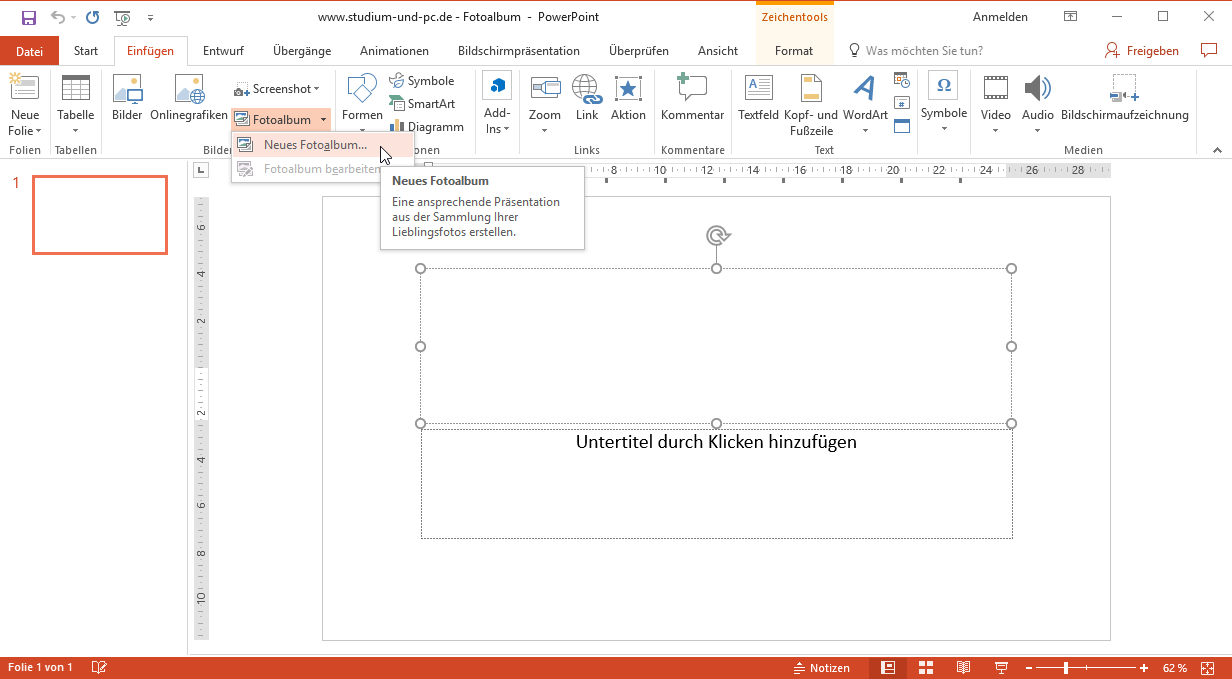 www.studium-und-pc.de - Fotoalbum - PowerPoint
Zeichentools
Anmelden
Datei Start Einfügen Entwurf Übergänge Animationen Bildschirmpräsentation Überprüfen Ansicht Format Was möchten Sie tun? Freigeben
Neue Folie
Tabelle
Bilder
Onlinegrafiken
Screenshot
Fotoalbum
Formen
Symbole
SmartArt
Diagramm
Add-Ins
Zoom
Link
Aktion
Kommentar
Textfeld
Kopf- und Fußzeile
WordArt
Symbole
Video
Audio
Bildschirmaufzeichnung
Folien Tabellen Bilder onen Links Kommentare Text Medien
Neues Fotoalbum...
Fotoalbum bearbeiten
Neues Fotoalbum
Eine ansprechende Präsentation
aus der Sammlung Ihrer
Lieblingsfotos erstellen.
8 10 12 14 16 18 20 22 24 26 28
1
6
4
2
2
4
6
8
10
Untertitel durch Klicken hinzufügen
Folie 1 von 1
Notizen
62 %